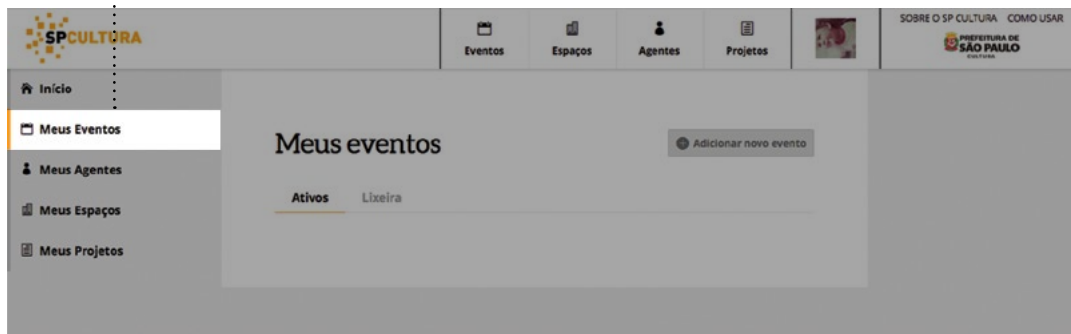 SPCULTURA
Eventos
Espaços
Agentes
Projetos
SOBRE O SP CULTURA COMO USAR
PREFEITURA DE
SÃO PAULO
CULTURA
Início
Meus Eventos
Meus Agentes
Meus Espaços
Meus Projetos
Meus eventos
Adicionar novo evento
Ativos Lixeira